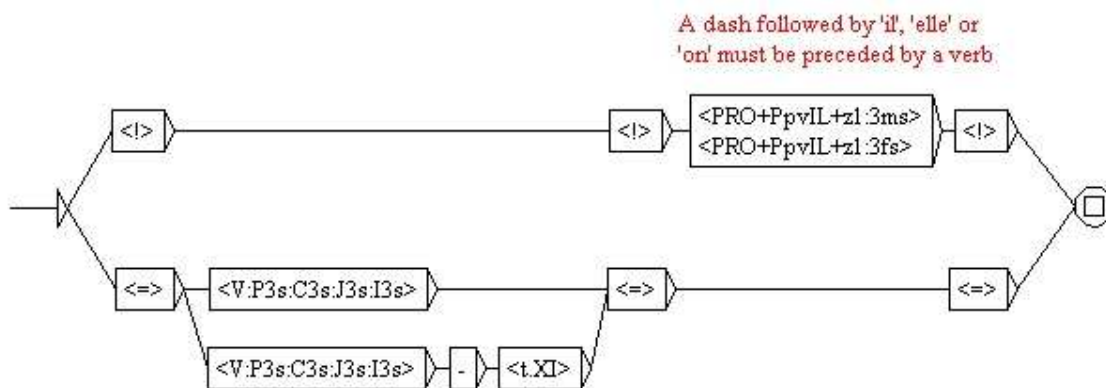 A dash followed by 'il', 'elle' or
'on' must be preceded by a verb
<!>
<!>
<PRO+PpvIL+z1:3ms>
<PRO+PpvIL+z1:3fs>
<!>
<=>
<V:P3s:C3s:J3s:I3s>
<=>
<=>
<V:P3s:C3s:J3s:I3s>
-
<t.XI>